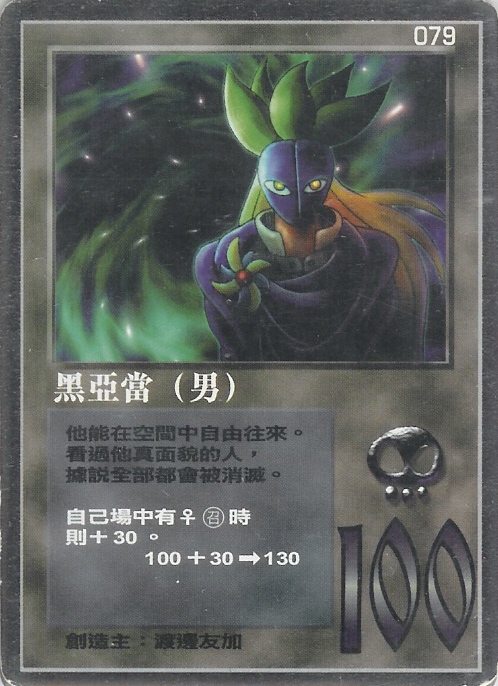 079
黑亞當（男）
他能在空間中自由往來。
看過他真面貌的人，
據說全部都會被消滅。
自己場中有♀㊁時
則＋30。
100＋30➡130
100
創造主：渡邊友加